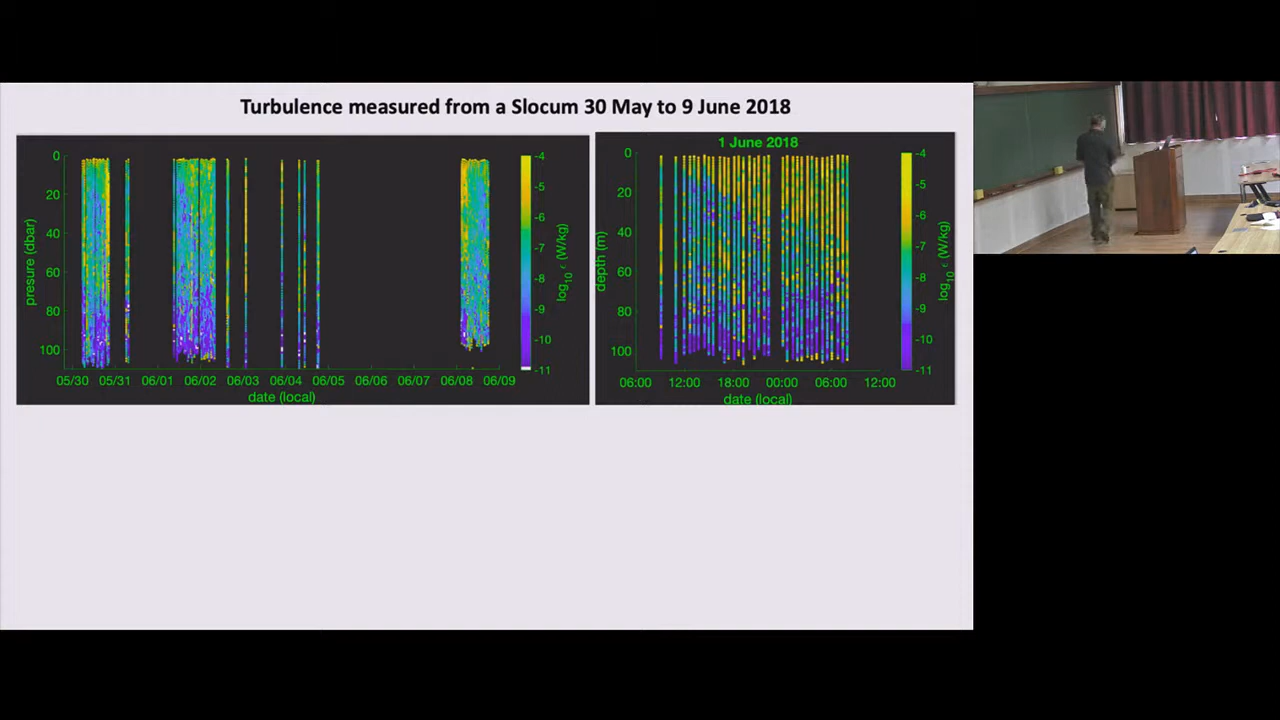 Turbulence measured from a Slocum 30 May to 9 June 2018
0
20
40
60
80
100
pressure (dbar)
05/30 05/31 06/01 06/02 06/03 06/04 06/05 06/06 06/07 06/08 06/09
date (local)
-4
-5
-6
-7
-8
-9
-10
-11
log10 ϵ (W/kg)
1 June 2018
0
20
40
60
80
100
depth (m)
06:00 12:00 18:00 00:00 06:00 12:00
date (local)
-4
-5
-6
-7
-8
-9
-10
-11
log10 ϵ (W/kg)